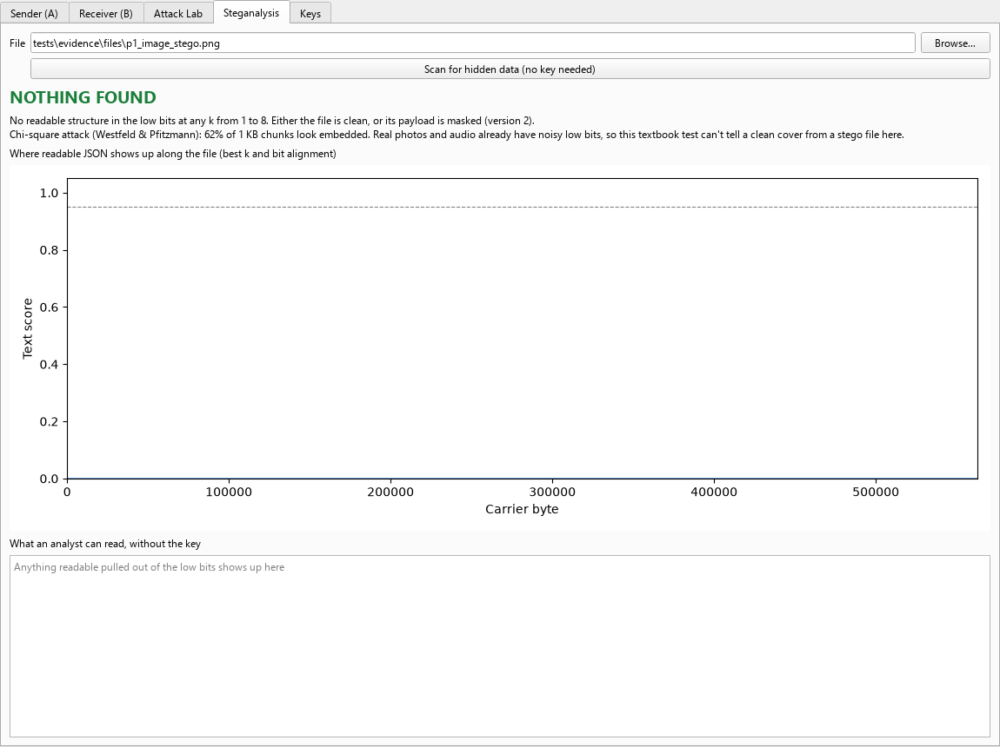 Sender (A) Receiver (B) Attack Lab Steganalysis Keys
File tests\evidence\files\p1_image_stego.png Browse...
Scan for hidden data (no key needed)
NOTHING FOUND
No readable structure in the low bits at any k from 1 to 8. Either the file is clean, or its payload is masked (version 2).
Chi-square attack (Westfeld & Pfitzmann): 62% of 1 KB chunks look embedded. Real photos and audio already have noisy low bits, so this textbook test can't tell a clean cover from a stego file here.
Where readable JSON shows up along the file (best k and bit alignment)
1.0
0.8
0.6
0.4
0.2
0.0
Text score
0 100000 200000 300000 400000 500000
Carrier byte
What an analyst can read, without the key
Anything readable pulled out of the low bits shows up here